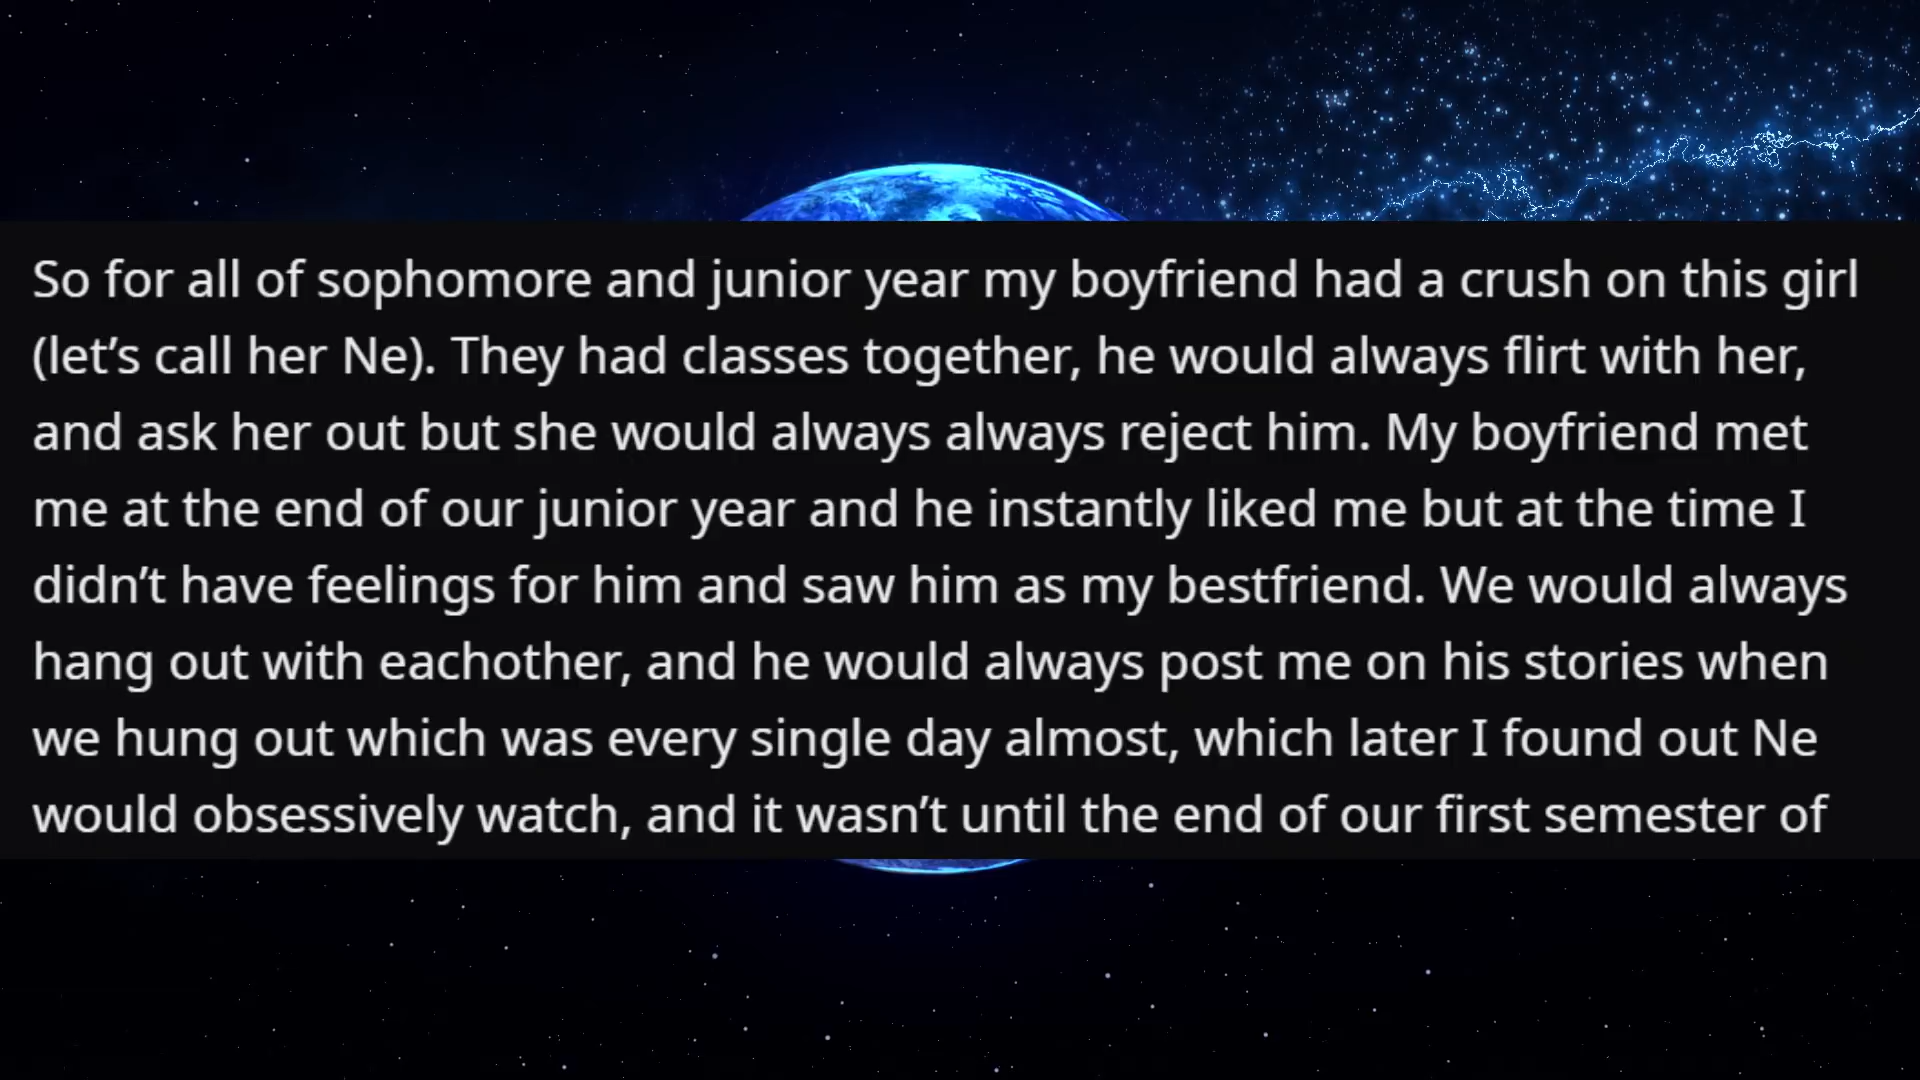 So for all of sophomore and junior year my boyfriend had a crush on this girl
(let’s call her Ne). They had classes together, he would always flirt with her,
and ask her out but she would always always reject him. My boyfriend met
me at the end of our junior year and he instantly liked me but at the time I
didn’t have feelings for him and saw him as my bestfriend. We would always
hang out with eachother, and he would always post me on his stories when
we hung out which was every single day almost, which later I found out Ne
would obsessively watch, and it wasn’t until the end of our first semester of